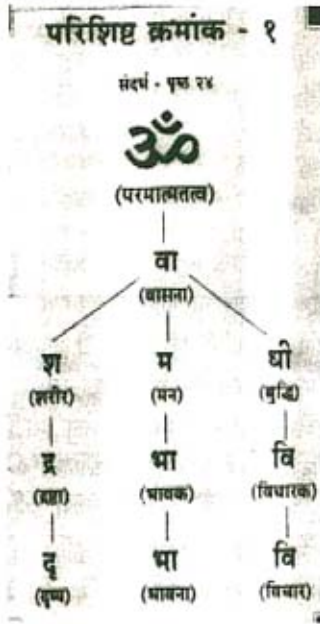 परिशिष्ट क्रमांक - १
संदर्भ - पृष्ठ २४
ॐ
(परमात्मतत्व)
वा
(वासना)
श म धी
(शरीर) (मन) (बुद्धि)
द्र भा वि
(द्रष्टा) (भावक) (विचारक)
दृ भा वि
(दृष्य) (भावना) (विचार)